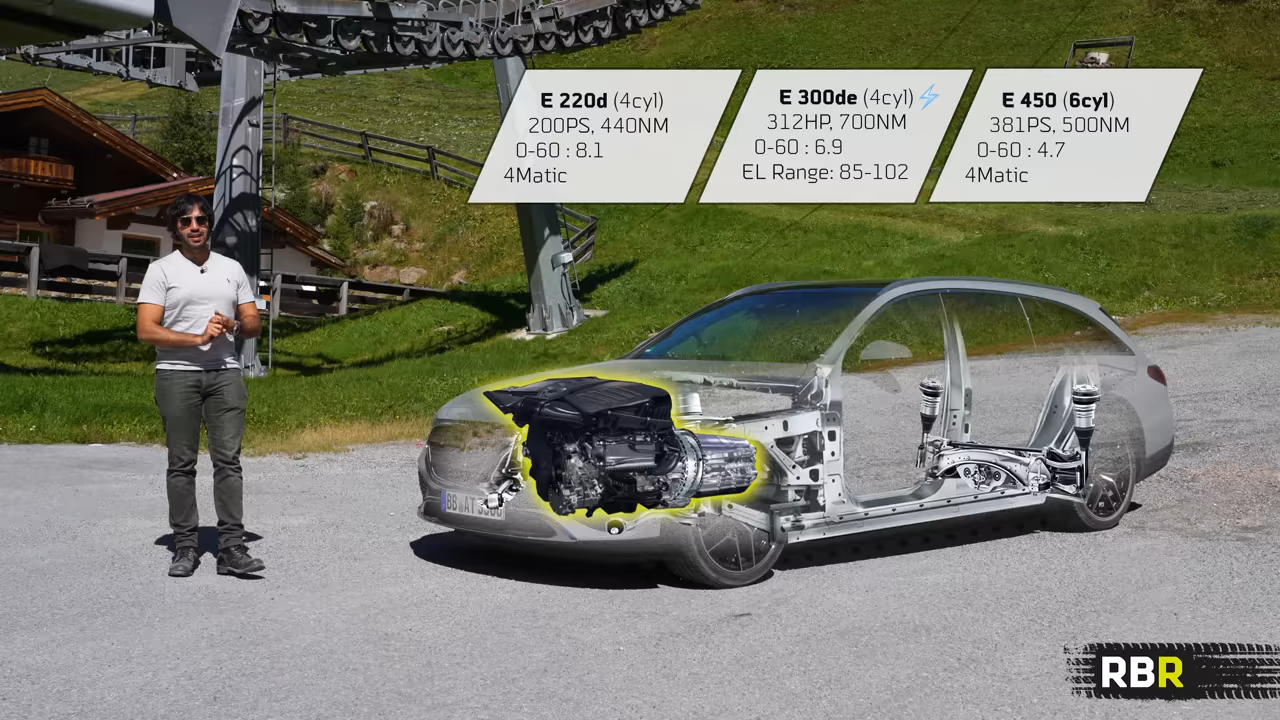 E 220d (4cyl)
200PS, 440NM
0-60 : 8.1
4Matic
E 300de (4cyl)
312HP, 700NM
0-60 : 6.9
EL Range: 85-102
E 450 (6cyl)
381PS, 500NM
0-60 : 4.7
4Matic
RBR